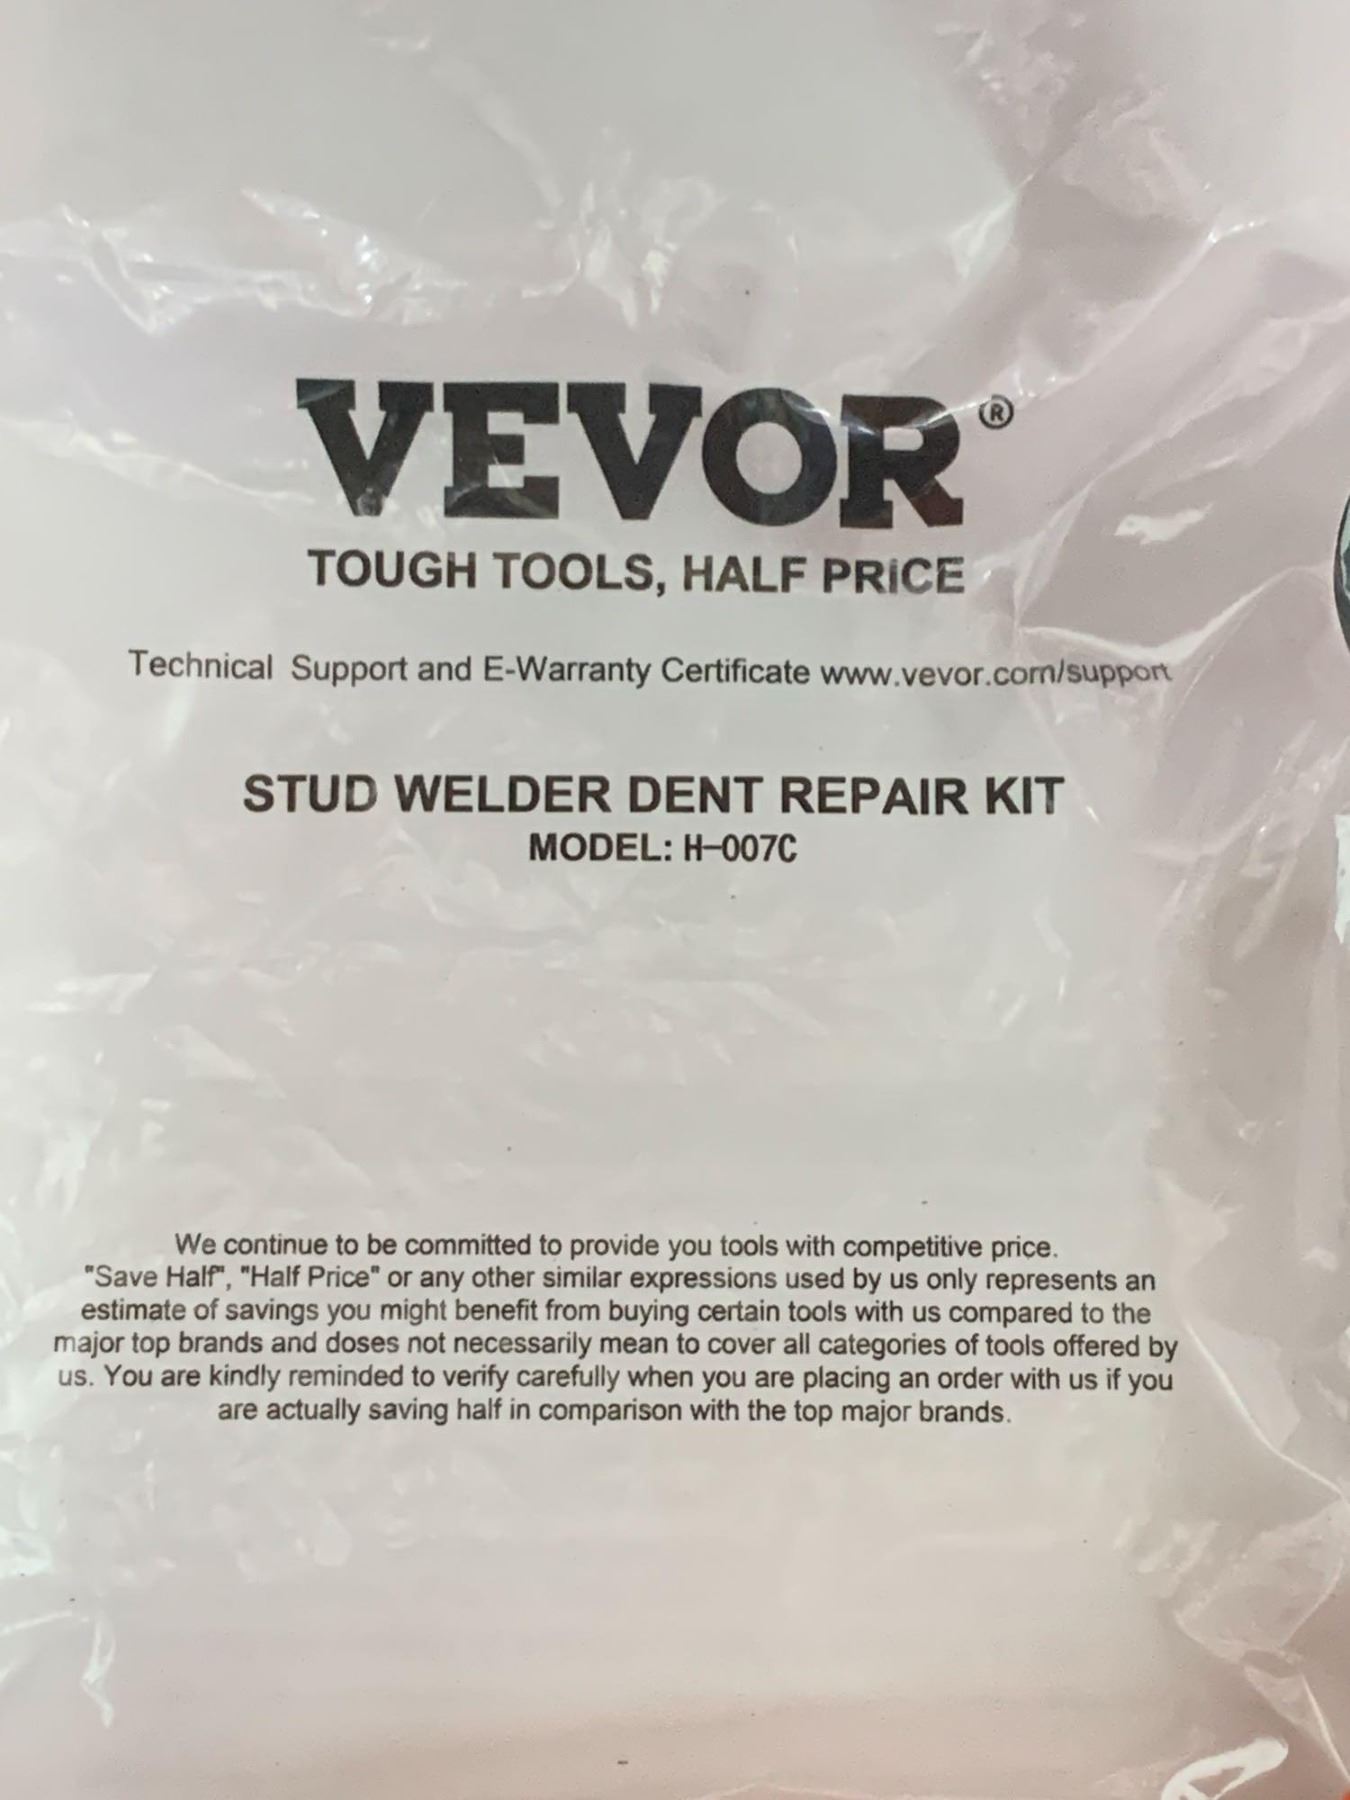 VEVOR®
TOUGH TOOLS, HALF PRICE
Technical Support and E-Warranty Certificate www.vevor.com/support
STUD WELDER DENT REPAIR KIT
MODEL: H-007C
We continue to be committed to provide you tools with competitive price.
"Save Half", "Half Price" or any other similar expressions used by us only represents an
estimate of savings you might benefit from buying certain tools with us compared to the
major top brands and doses not necessarily mean to cover all categories of tools offered by
us. You are kindly reminded to verify carefully when you are placing an order with us if you
are actually saving half in comparison with the top major brands.